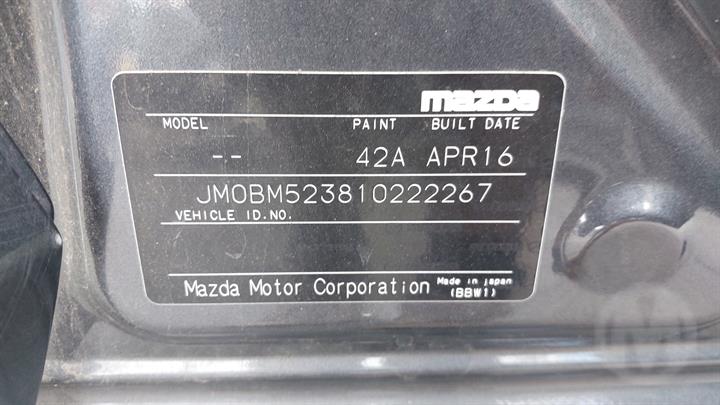 mazda
MODEL PAINT BUILT DATE
-- 42A APR16
JM0BM523810222267
VEHICLE ID.NO.
Mazda Motor Corporation Made in japan
(BBW1)